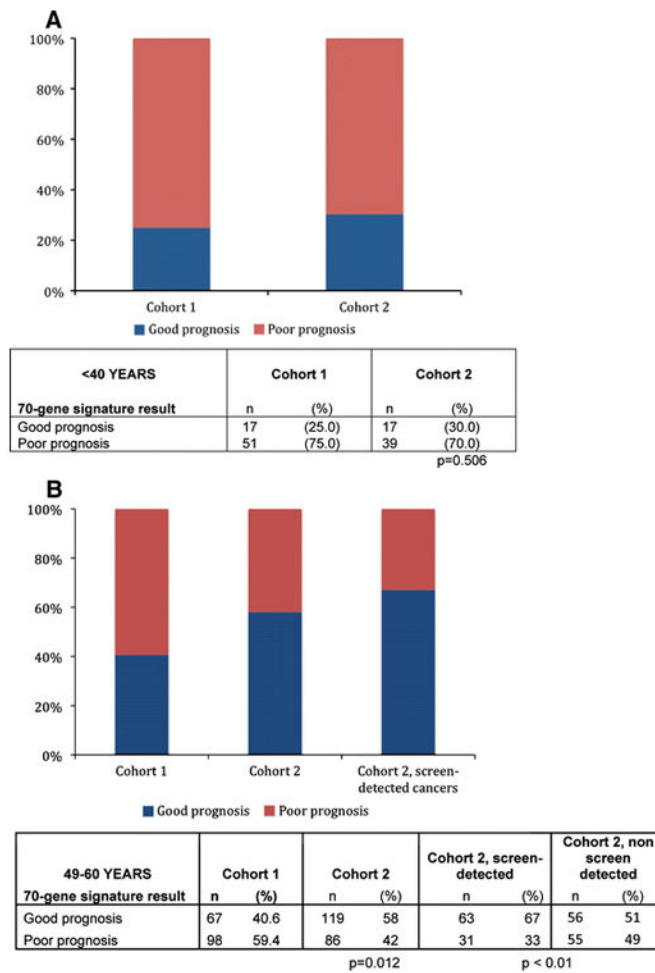 A
100%
80%
60%
40%
20%
0%
Cohort 1 Cohort 2
Good prognosis Poor prognosis
<40 YEARS Cohort 1 Cohort 2
70-gene signature result n (%) n (%)
Good prognosis 17 (25.0) 17 (30.0)
Poor prognosis 51 (75.0) 39 (70.0)
p=0.506
B
100%
80%
60%
40%
20%
0%
Cohort 1 Cohort 2 Cohort 2, screen-
detected cancers
Good prognosis Poor prognosis
49-60 YEARS Cohort 1 Cohort 2 Cohort 2, screen-
detected Cohort 2, non
screen
detected
70-gene signature result n (%) n (%) n (%) n (%)
Good prognosis 67 40.6 119 58 63 67 56 51
Poor prognosis 98 59.4 86 42 31 33 55 49
p=0.012 p < 0.01